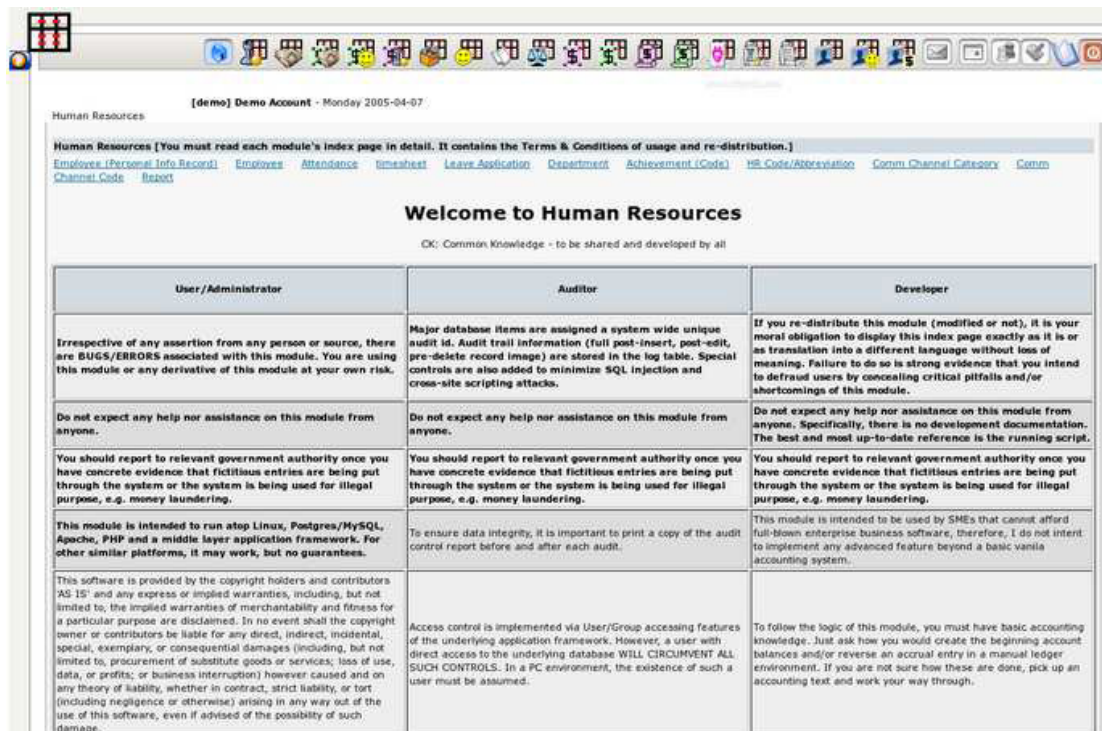 [demo] Demo Account - Monday 2005-04-07
Human Resources
Human Resources [You must read each module's index page in detail. It contains the Terms & Conditions of usage and re-distribution.]
Employee (Personal Info Record) Employee Attendance timesheet Leave Application Department Achievement (Code) HR Code/Abbreviation Comm Channel Category Comm
Channel Code Report
Welcome to Human Resources
CK: Common Knowledge - to be shared and developed by all
User/Administrator
Auditor
Developer
Irrespective of any assertion from any person or source, there
are BUGS/ERRORS associated with this module. You are using
this module or any derivative of this module at your own risk.
Major database items are assigned a system wide unique
audit id. Audit trail information (full post-insert, post-edit,
pre-delete record image) are stored in the log table. Special
controls are also added to minimize SQL injection and
cross-site scripting attacks.
If you re-distribute this module (modified or not), it is your
moral obligation to display this index page exactly as it is or
as translation into a different language without loss of
meaning. Failure to do so is strong evidence that you intend
to defraud users by concealing critical pitfalls and/or
shortcomings of this module.
Do not expect any help nor assistance on this module from
anyone.
Do not expect any help nor assistance on this module from
anyone.
Do not expect any help nor assistance on this module from
anyone. Specifically, there is no development documentation.
The best and most up-to-date reference is the running script.
You should report to relevant government authority once you
have concrete evidence that fictitious entries are being put
through the system or the system is being used for illegal
purpose, e.g. money laundering.
You should report to relevant government authority once you
have concrete evidence that fictitious entries are being put
through the system or the system is being used for illegal
purpose, e.g. money laundering.
You should report to relevant government authority once you
have concrete evidence that fictitious entries are being put
through the system or the system is being used for illegal
purpose, e.g. money laundering.
This module is intended to run atop Linux, Postgres/MySQL,
Apache, PHP and a middle layer application framework. For
other similar platforms, it may work, but no guarantees.
To ensure data integrity, it is important to print a copy of the audit
control report before and after each audit.
This module is intended to be used by SMEs that cannot afford
full-blown enterprise business software, therefore, I do not intent
to implement any advanced feature beyond a basic vanila
accounting system.
This software is provided by the copyright holders and contributors
'AS IS' and any express or implied warranties, including, but not
limited to, the implied warranties of merchantability and fitness for
a particular purpose are disclaimed. In no event shall the copyright
owner or contributors be liable for any direct, indirect, incidental,
special, exemplary, or consequential damages (including, but not
limited to, procurement of substitute goods or services; loss of use,
data, or profits; or business interruption) however caused and on
any theory of liability, whether in contract, strict liability, or tort
(including negligence or otherwise) arising in any way out of the
use of this software, even if advised of the possibility of such
damage.
Access control is implemented via User/Group accessing features
of the underlying application framework. However, a user with
direct access to the underlying database WILL CIRCUMVENT ALL
SUCH CONTROLS. In a PC environment, the existence of such a
user must be assumed.
To follow the logic of this module, you must have basic accounting
knowledge. Just ask how you would create the beginning account
balances and/or reverse an accrual entry in a manual ledger
environment. If you are not sure how these are done, pick up an
accounting text and work your way through.